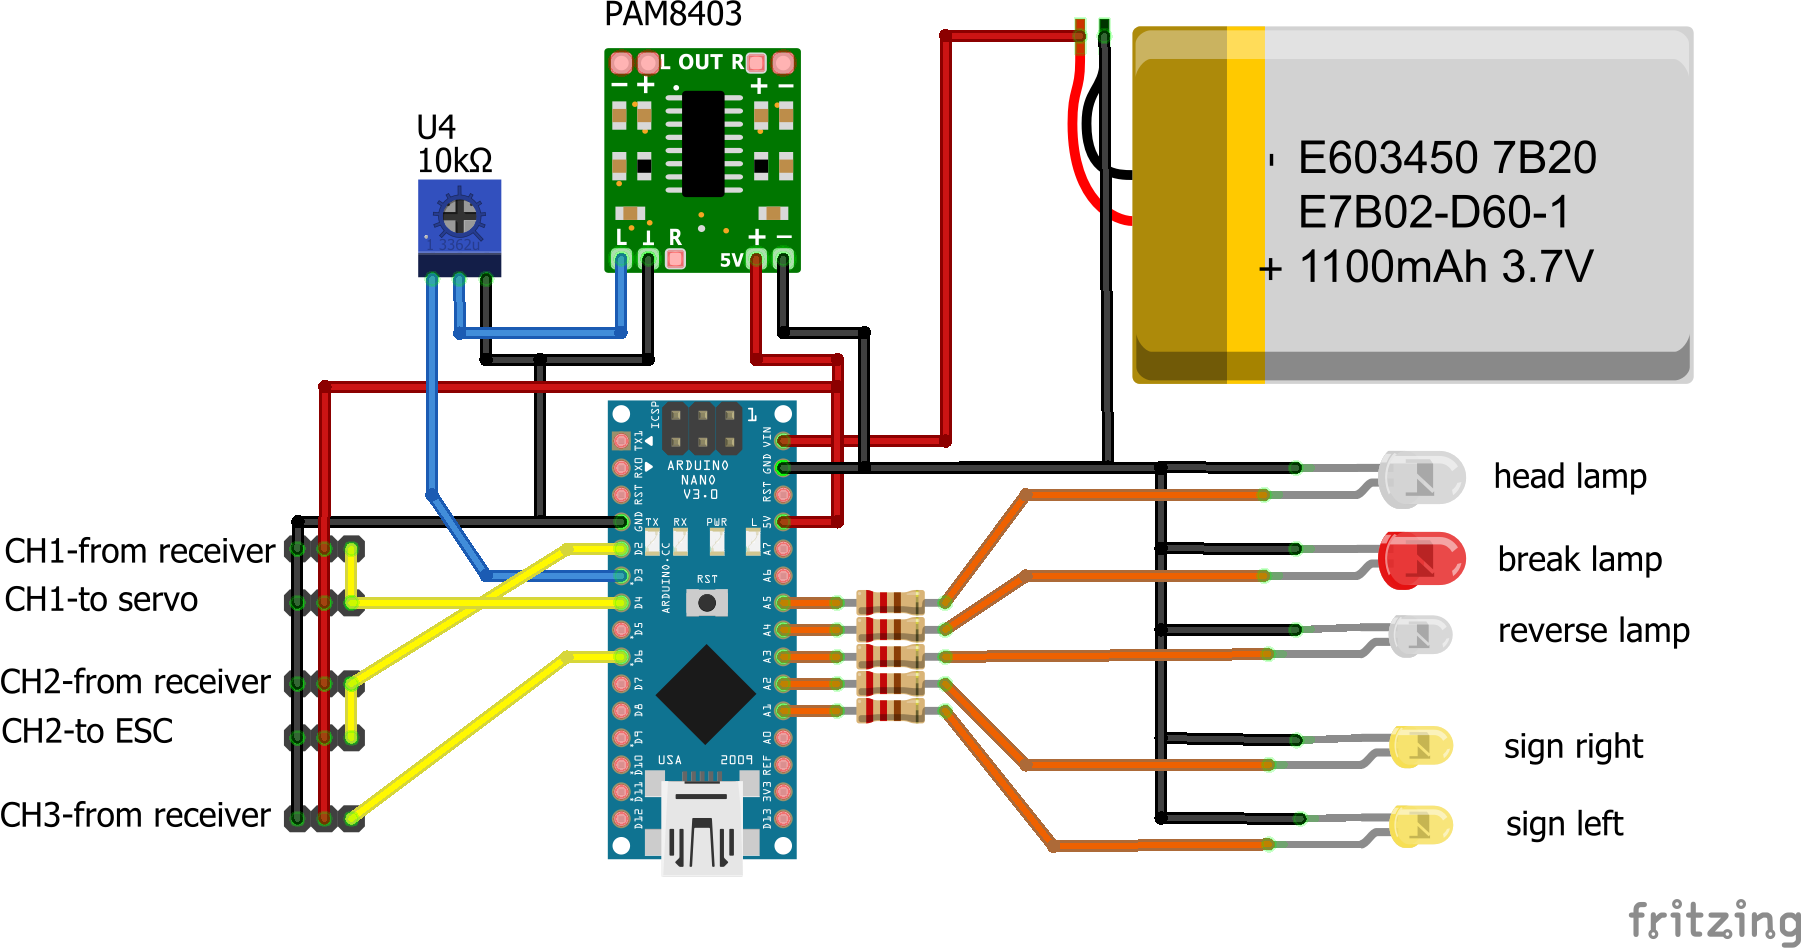 PAM8403
L OUT R
- + + -
U4
10kΩ
1 3362U
L ⊥ R 5V + -
- E603450 7B20
E7B02-D60-1
+ 1100mAh 3.7V
ICSP 1
ARDUINO
NANO
V3.0
TX1 VIN
RX0 GND
RST RST
GND 5V
D2 A7
D3 A6
D4 A5
D5 A4
D6 A3
D7 A2
D8 A1
D9 A0
D10 REF
D11 3V3
D12 D13
TX RX PWR L
ARDUINO.CC
RST
USA 2009
CH1-from receiver
CH1-to servo
CH2-from receiver
CH2-to ESC
CH3-from receiver
head lamp
break lamp
reverse lamp
sign right
sign left
fritzing